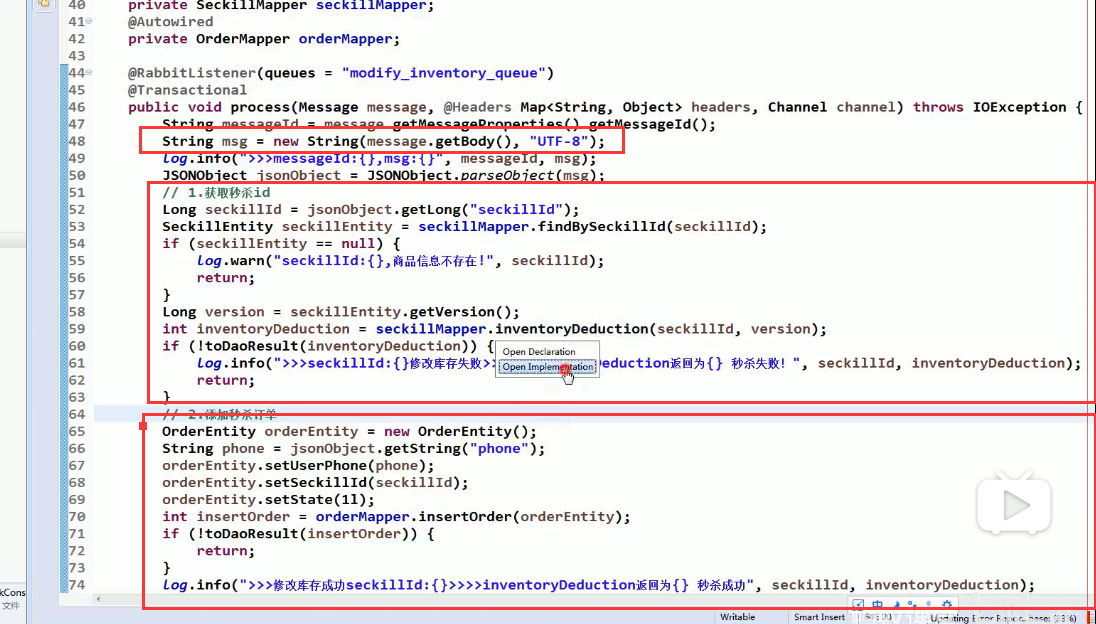 40 private SeckillMapper seckillMapper;
41 @Autowired
42 private OrderMapper orderMapper;
43
44 @RabbitListener(queues = "modify_inventory_queue")
45 @Transactional
46 public void process(Message message, @Headers Map<String, Object> headers, Channel channel) throws IOException {
47 String messageId = message.getMessageProperties().getMessageId();
48 String msg = new String(message.getBody(), "UTF-8");
49 log.info(">>>messageId:{},msg:{}", messageId, msg);
50 JSONObject jsonObject = JSONObject.parseObject(msg);
51 // 1.获取秒杀id
52 Long seckillId = jsonObject.getLong("seckillId");
53 SeckillEntity seckillEntity = seckillMapper.findBySeckillId(seckillId);
54 if (seckillEntity == null) {
55 log.warn("seckillId:{},商品信息不存在!", seckillId);
56 return;
57 }
58 Long version = seckillEntity.getVersion();
59 int inventoryDeduction = seckillMapper.inventoryDeduction(seckillId, version);
60 if (!toDaoResult(inventoryDeduction)) {
Open Declaration
61 log.info(">>>seckillId:{}修改库存失败>> eduction返回为{} 秒杀失败! ", seckillId, inventoryDeduction);
Open Implementation
62 return;
63 }
64 // 2.添加秒杀订单
65 OrderEntity orderEntity = new OrderEntity();
66 String phone = jsonObject.getString("phone");
67 orderEntity.setUserPhone(phone);
68 orderEntity.setSeckillId(seckillId);
69 orderEntity.setState(1l);
70 int insertOrder = orderMapper.insertOrder(orderEntity);
71 if (!toDaoResult(insertOrder)) {
72 return;
73 }
74 log.info(">>>修改库存成功seckillId:{}>>>>inventoryDeduction返回为{} 秒杀成功", seckillId, inventoryDeduction);
kCons
文件
Writable Smart Insert